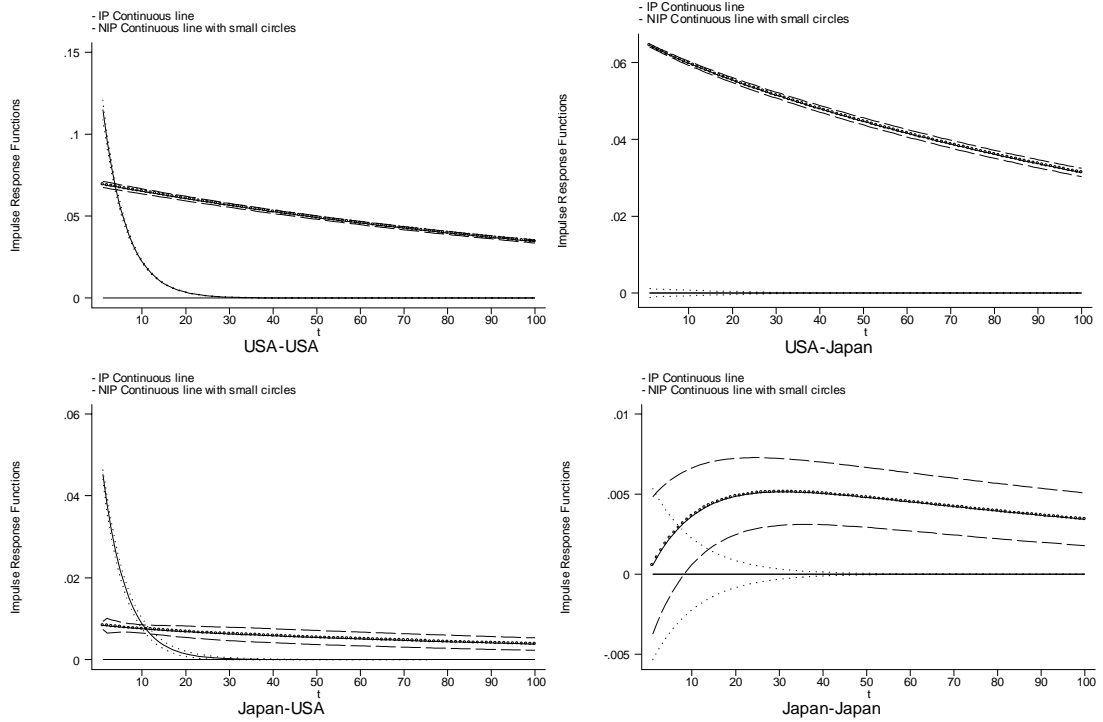 - IP Continuous line
- NIP Continuous line with small circles
Impulse Response Functions
.15
.1
.05
0
10 20 30 40 50 60 70 80 90 100
t
USA-USA
- IP Continuous line
- NIP Continuous line with small circles
Impulse Response Functions
.06
.04
.02
0
10 20 30 40 50 60 70 80 90 100
t
USA-Japan
- IP Continuous line
- NIP Continuous line with small circles
Impulse Response Functions
.06
.04
.02
0
10 20 30 40 50 60 70 80 90 100
t
Japan-USA
- IP Continuous line
- NIP Continuous line with small circles
Impulse Response Functions
.01
.005
0
-.005
10 20 30 40 50 60 70 80 90 100
t
Japan-Japan